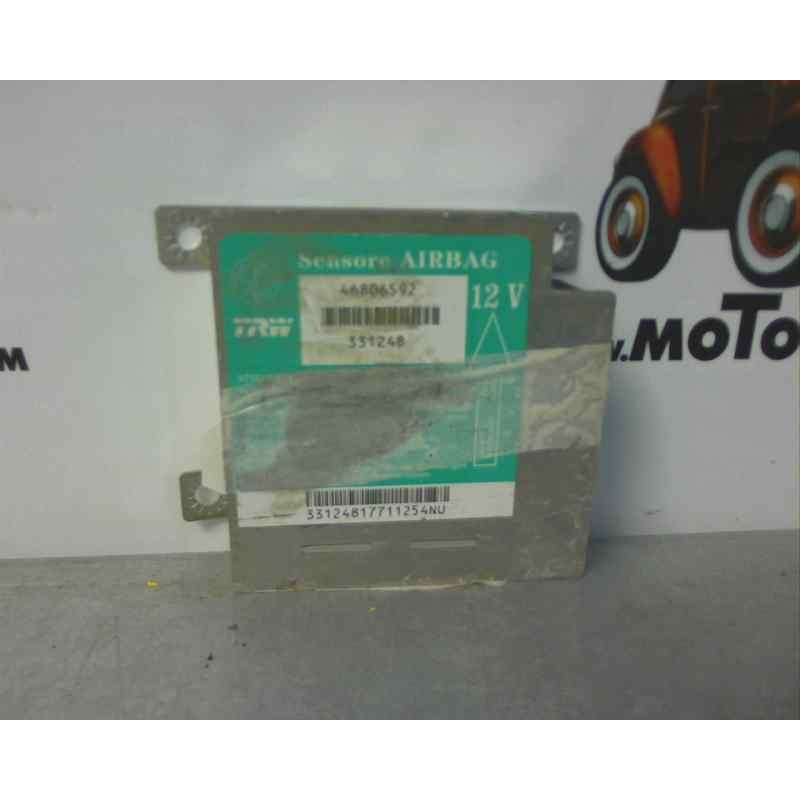 Sensore AIRBAG
46806592
12 V
TRW
331248
33124817711254NU
M
w.MOTO